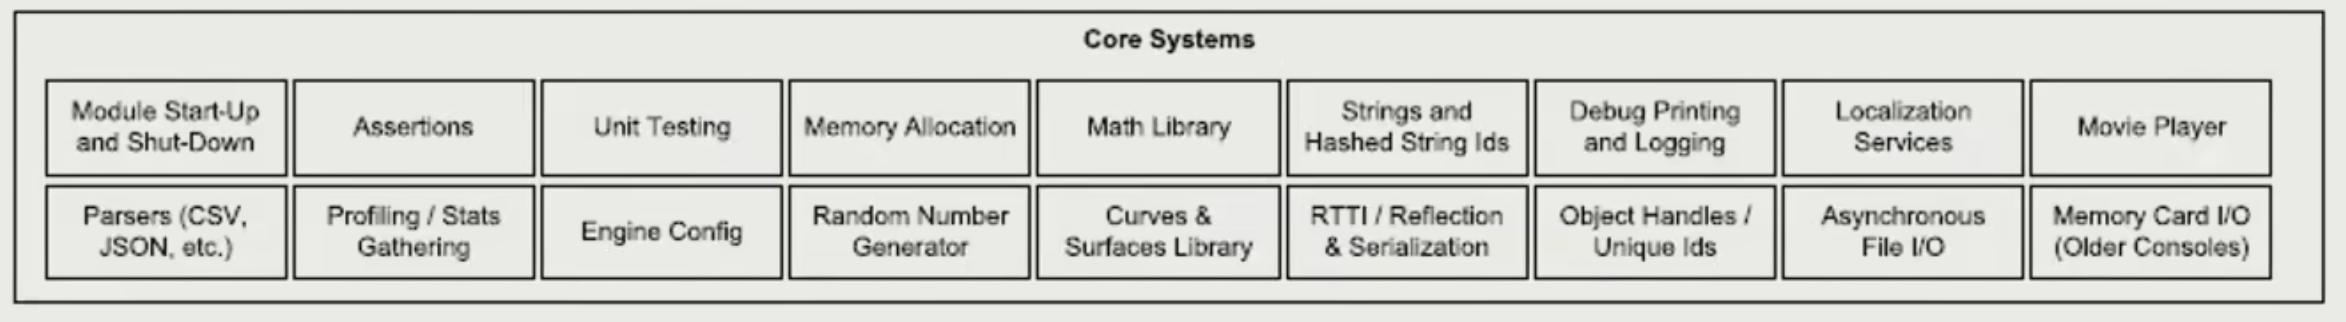 Core Systems
Module Start-Up
and Shut-Down
Assertions
Unit Testing
Memory Allocation
Math Library
Strings and
Hashed String Ids
Debug Printing
and Logging
Localization
Services
Movie Player
Parsers (CSV,
JSON, etc.)
Profiling / Stats
Gathering
Engine Config
Random Number
Generator
Curves &
Surfaces Library
RTTI / Reflection
& Serialization
Object Handles /
Unique Ids
Asynchronous
File I/O
Memory Card I/O
(Older Consoles)